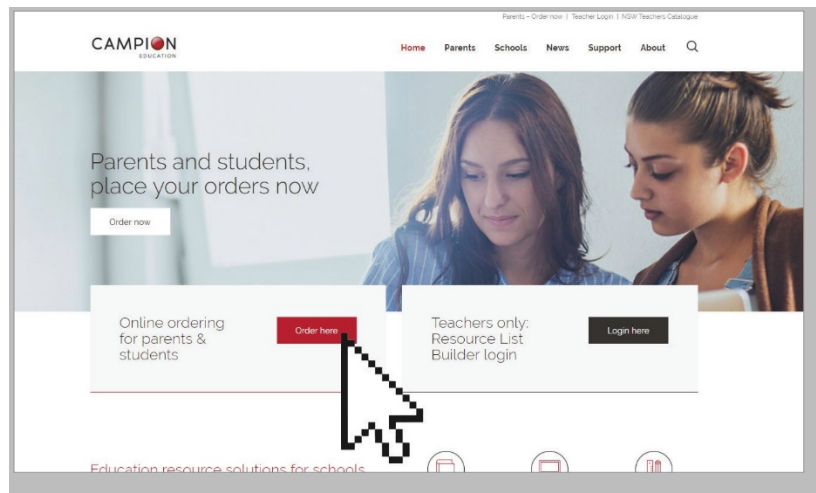 Parents - Order now | Teacher Login | NSW Teachers Catalogue
CAMPION
EDUCATION
Home Parents Schools News Support About
Parents and students,
place your orders now
Order now
Online ordering
for parents &
students
Order here
Teachers only:
Resource List
Builder login
Login here
Education resource solutions for schools